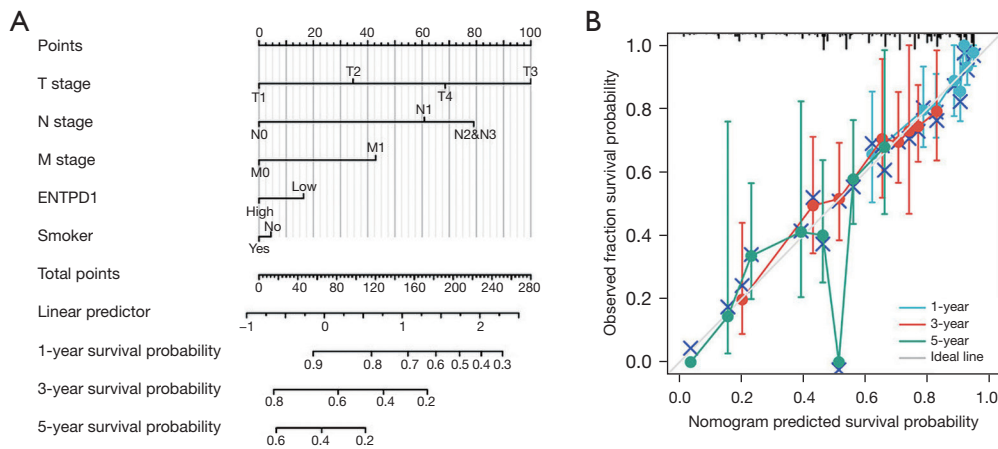 A
Points
0 20 40 60 80 100
T stage
T1 T2 T4 T3
N stage
N0 N1 N2&N3
M stage
M0 M1
ENTPD1
High Low
Smoker
Yes No
Total points
0 40 80 120 160 200 240 280
Linear predictor
−1 0 1 2
1-year survival probability
0.9 0.8 0.7 0.6 0.5 0.4 0.3
3-year survival probability
0.8 0.6 0.4 0.2
5-year survival probability
0.6 0.4 0.2
B
Observed fraction survival probability
1.0
0.8
0.6
0.4
0.2
0.0
1-year
3-year
5-year
Ideal line
0.0 0.2 0.4 0.6 0.8 1.0
Nomogram predicted survival probability